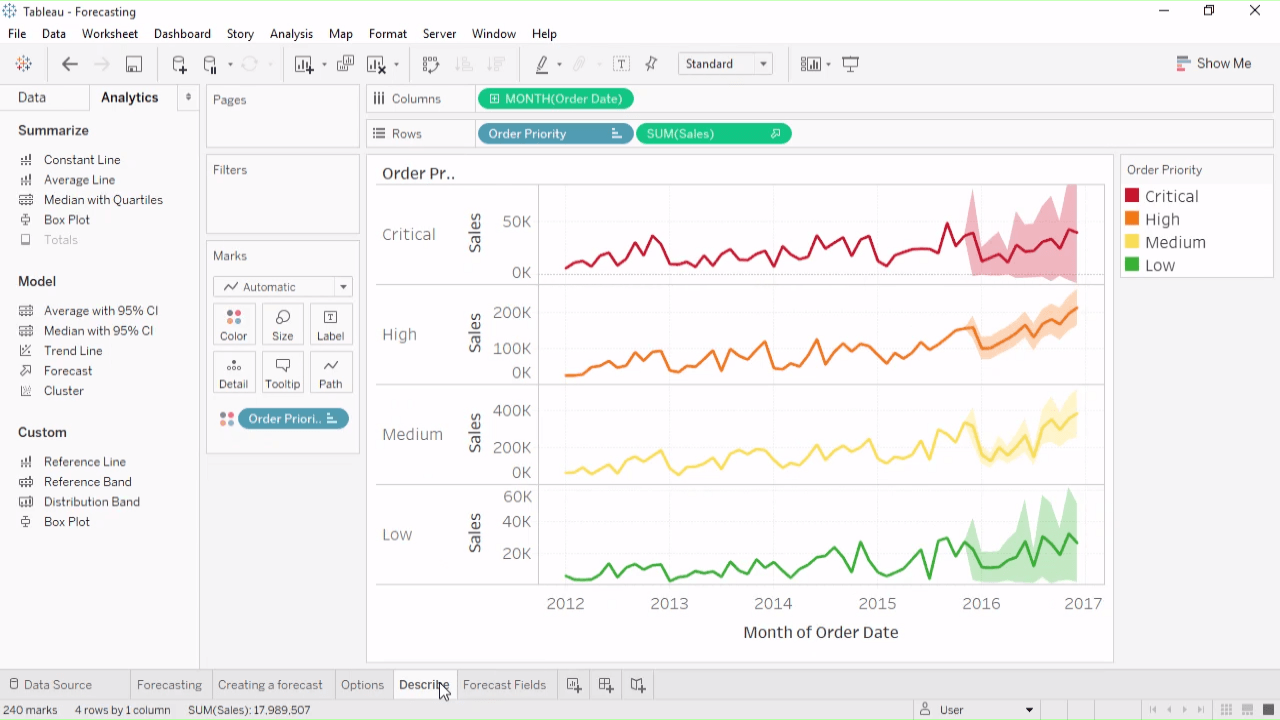 Tableau - Forecasting
File Data Worksheet Dashboard Story Analysis Map Format Server Window Help
Standard
Show Me
Data Analytics
Summarize
Constant Line
Average Line
Median with Quartiles
Box Plot
Totals
Model
Average with 95% CI
Median with 95% CI
Trend Line
Forecast
Cluster
Custom
Reference Line
Reference Band
Distribution Band
Box Plot
Pages
Filters
Marks
Automatic
Color Size Label
Detail Tooltip Path
Order Priori..
Columns MONTH(Order Date)
Rows Order Priority SUM(Sales)
Order Pr..
Critical Sales 50K
0K
High Sales 200K
100K
0K
Medium Sales 400K
200K
0K
Low Sales 60K
40K
20K
2012 2013 2014 2015 2016 2017
Month of Order Date
Order Priority
Critical
High
Medium
Low
Data Source Forecasting Creating a forecast Options Describe Forecast Fields
240 marks 4 rows by 1 column SUM(Sales): 17,989,507 User